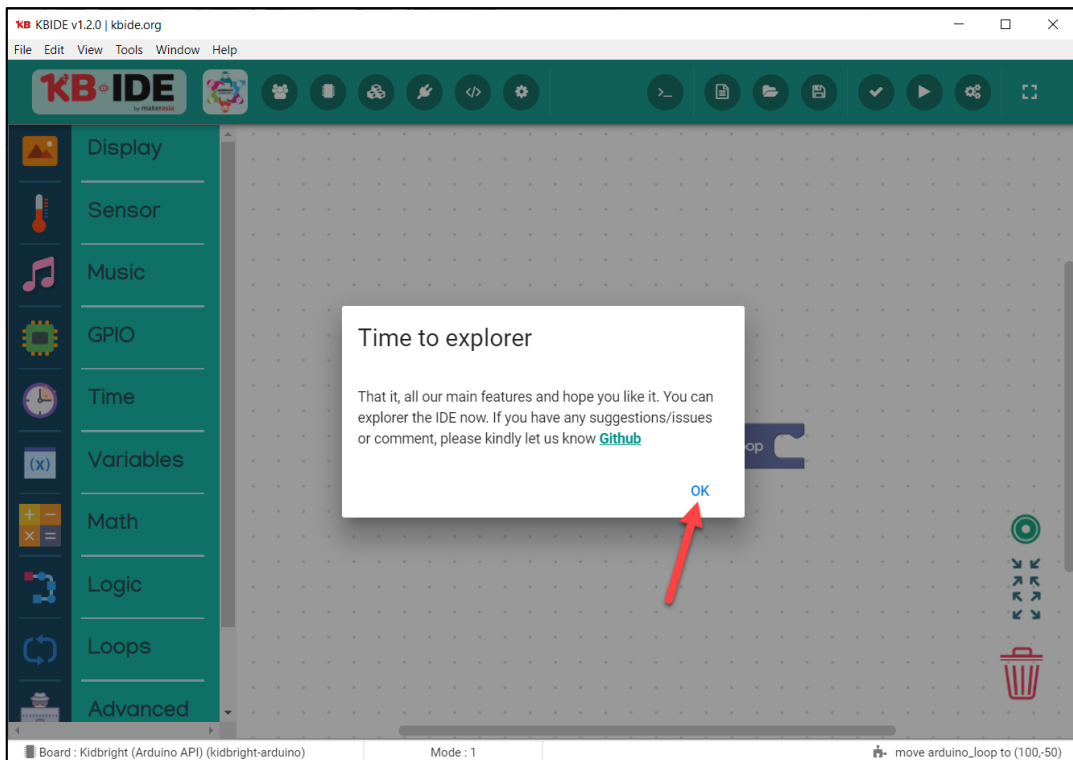 KB KBIDE v1.2.0 | kbide.org
File Edit View Tools Window Help
KB IDE
by makerasia
Display
Sensor
Music
GPIO
Time
Variables
Math
Logic
Loops
Advanced
(x)
Time to explorer
That it, all our main features and hope you like it. You can
explorer the IDE now. If you have any suggestions/issues
or comment, please kindly let us know Github
OK
op
Board : Kidbright (Arduino API) (kidbright-arduino)
Mode : 1
move arduino_loop to (100,-50)